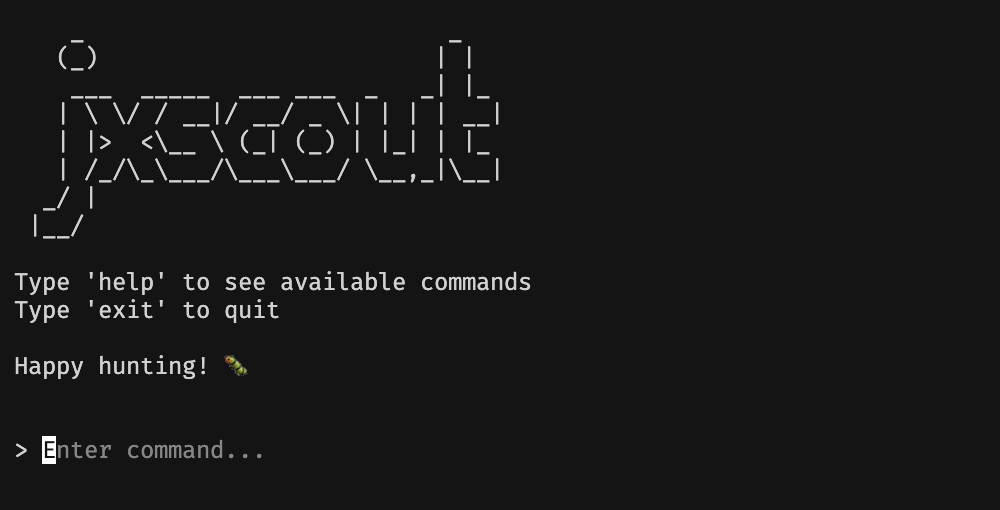 jxscout
Type 'help' to see available commands
Type 'exit' to quit
Happy hunting! 🐛
> Enter command...